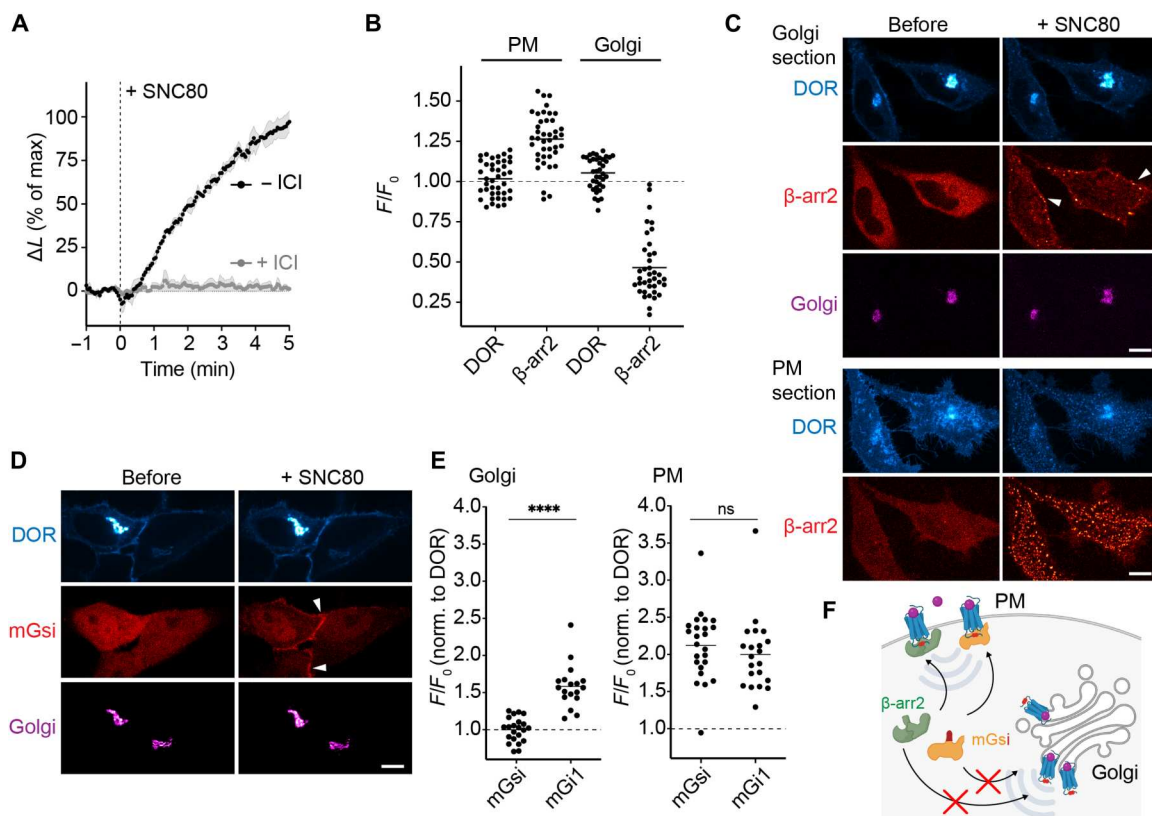 A
+ SNC80
ΔL (% of max)
100
75
50
25
0
– ICI
+ ICI
–1 0 1 2 3 4 5
Time (min)
B
PM Golgi
F/F0
1.50
1.25
1.00
0.75
0.50
0.25
DOR β-arr2 DOR β-arr2
C
Before + SNC80
Golgi
section
DOR
β-arr2
Golgi
PM
section
DOR
β-arr2
D
Before + SNC80
DOR
mGsi
Golgi
E
Golgi PM
F/F0 (norm. to DOR)
4.0
3.5
3.0
2.5
2.0
1.5
1.0
****
mGsi mGi1
F/F0 (norm. to DOR)
4.0
3.5
3.0
2.5
2.0
1.5
1.0
ns
mGsi mGi1
F
PM
β-arr2
mGsi
Golgi